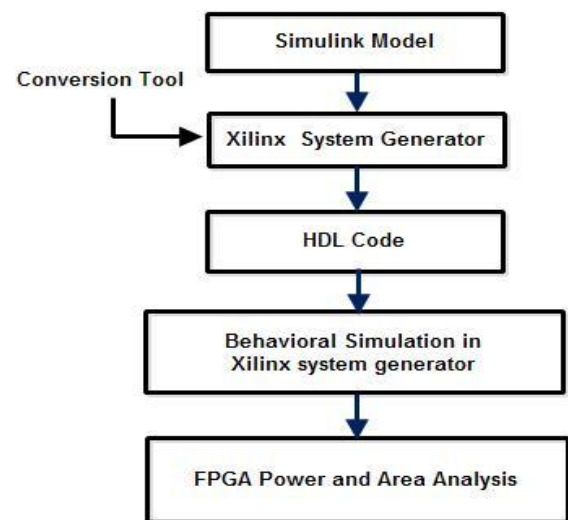 Simulink Model
Conversion Tool
Xilinx System Generator
HDL Code
Behavioral Simulation in
Xilinx system generator
FPGA Power and Area Analysis